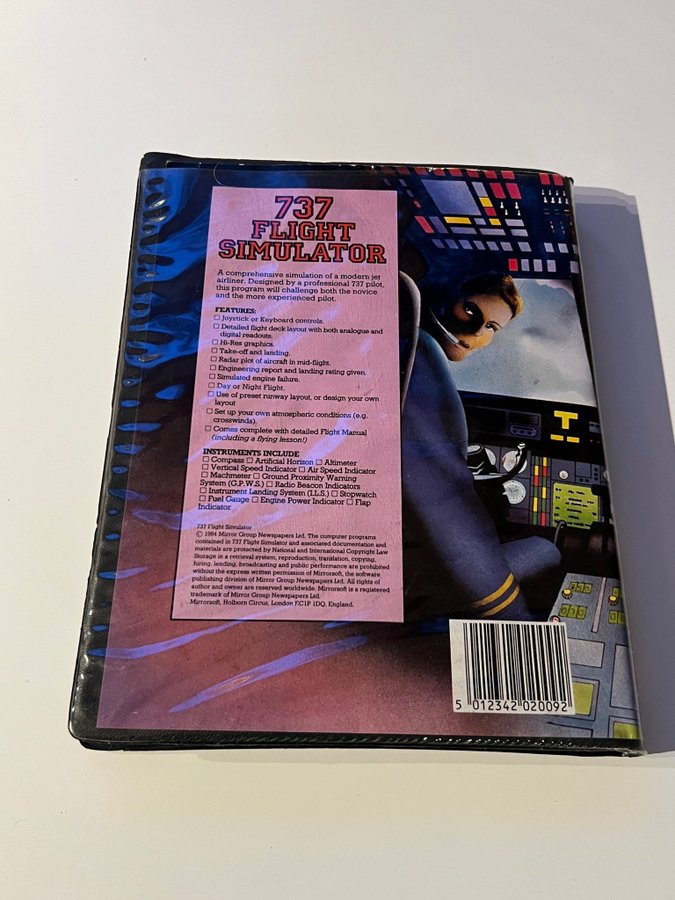 737
FLIGHT
SIMULATOR
A comprehensive simulation of a modern jet
airliner. Designed by a professional 737 pilot,
this program will challenge both the novice
and the more experienced pilot.
FEATURES:
☐ Joystick or Keyboard controls.
☐ Detailed flight deck layout with both analogue and
digital readouts.
☐ Hi-Res graphics.
☐ Take-off and landing.
☐ Radar plot of aircraft in mid-flight.
☐ Engineering report and landing rating given.
☐ Simulated engine failure.
☐ Day or Night Flight.
☐ Use of preset runway layout, or design your own
layout
☐ Set up your own atmospheric conditions (e.g.
crosswinds).
☐ Comes complete with detailed Flight Manual
(including a flying lesson!)
INSTRUMENTS INCLUDE
☐ Compass ☐ Artificial Horizon ☐ Altimeter
☐ Vertical Speed Indicator ☐ Air Speed Indicator
☐ Machmeter ☐ Ground Proximity Warning
System (G.P.W.S.) ☐ Radio Beacon Indicators
☐ Instrument Landing System (I.L.S.) ☐ Stopwatch
☐ Fuel Gauge ☐ Engine Power Indicator ☐ Flap
Indicator
737 Flight Simulator
© 1984 Mirror Group Newspapers Ltd. The computer programs
contained in 737 Flight Simulator and associated documentation and
materials are protected by National and International Copyright Law
Storage in a retrieval system, reproduction, translation, copying,
hiring, lending, broadcasting and public performance are prohibited
without the express written permission of Mirrorsoft, the software
publishing division of Mirror Group Newspapers Ltd. All rights of
author and owner are reserved worldwide. Mirrorsoft is a registered
trademark of Mirror Group Newspapers Ltd.
Mirrorsoft, Holborn Circus, London EC1P 1DQ, England.
5 012342 020092